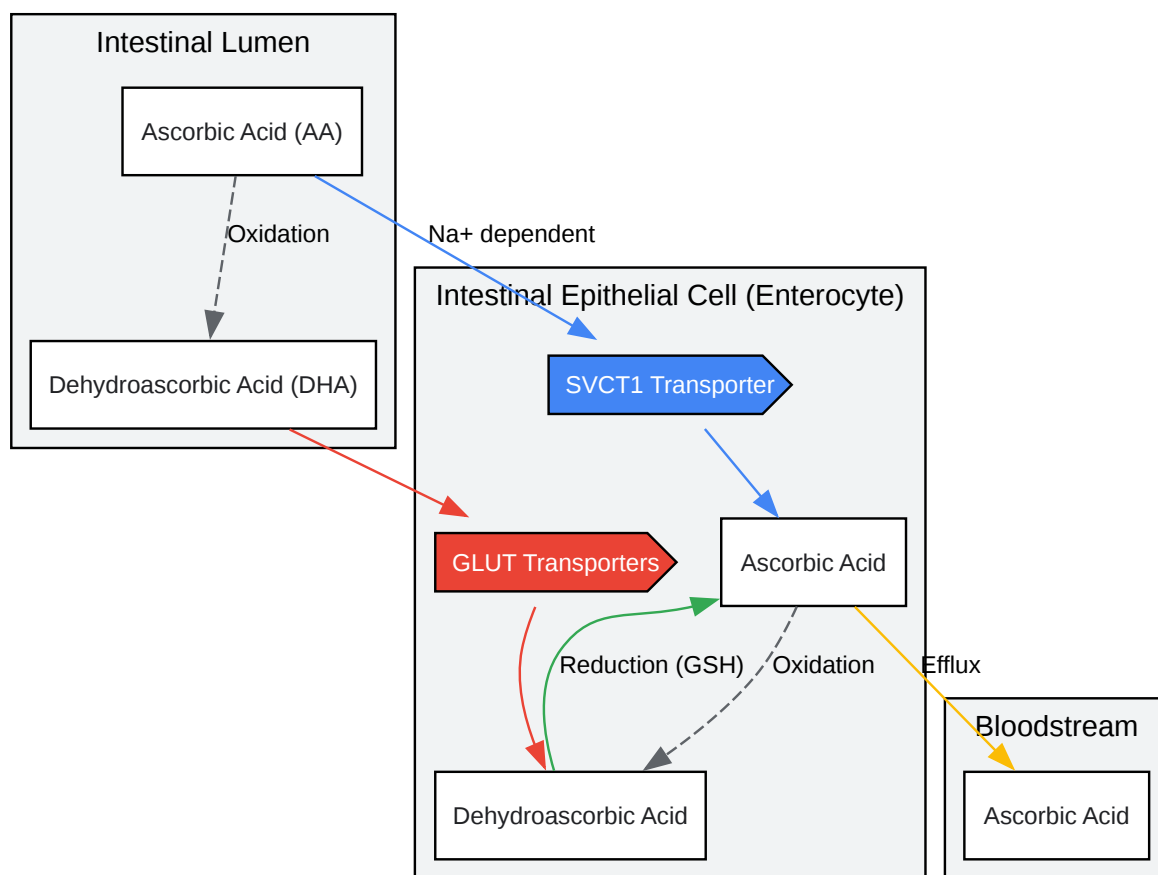 Intestinal Lumen
Ascorbic Acid (AA)
Oxidation
Na+ dependent
Intestinal Epithelial Cell (Enterocyte)
Dehydroascorbic Acid (DHA)
SVCT1 Transporter
GLUT Transporters
Ascorbic Acid
Reduction (GSH)
Oxidation
Efflux
Bloodstream
Dehydroascorbic Acid
Ascorbic Acid